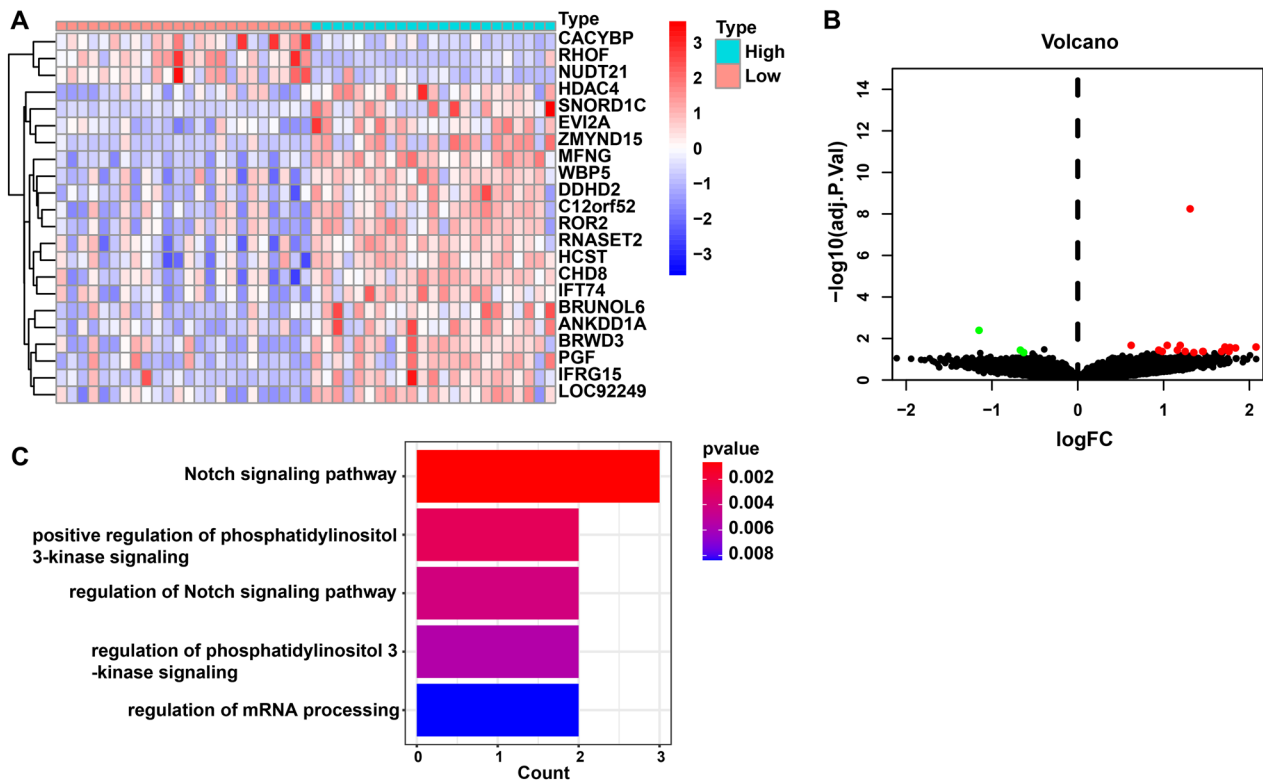 A
Type
CACYBP
RHOF
NUDT21
HDAC4
SNORD1C
EVI2A
ZMYND15
MFNG
WBP5
DDHD2
C12orf52
ROR2
RNASET2
HCST
CHD8
IFT74
BRUNOL6
ANKDD1A
BRWD3
PGF
IFRG15
LOC92249
3
2
1
0
−1
−2
−3
Type
High
Low
B
Volcano
−log10(adj.P.Val)
14
12
10
8
6
4
2
0
−2
−1
0
1
2
logFC
C
Notch signaling pathway
positive regulation of phosphatidylinositol
3-kinase signaling
regulation of Notch signaling pathway
regulation of phosphatidylinositol 3
-kinase signaling
regulation of mRNA processing
0
1
2
3
Count
pvalue
0.002
0.004
0.006
0.008